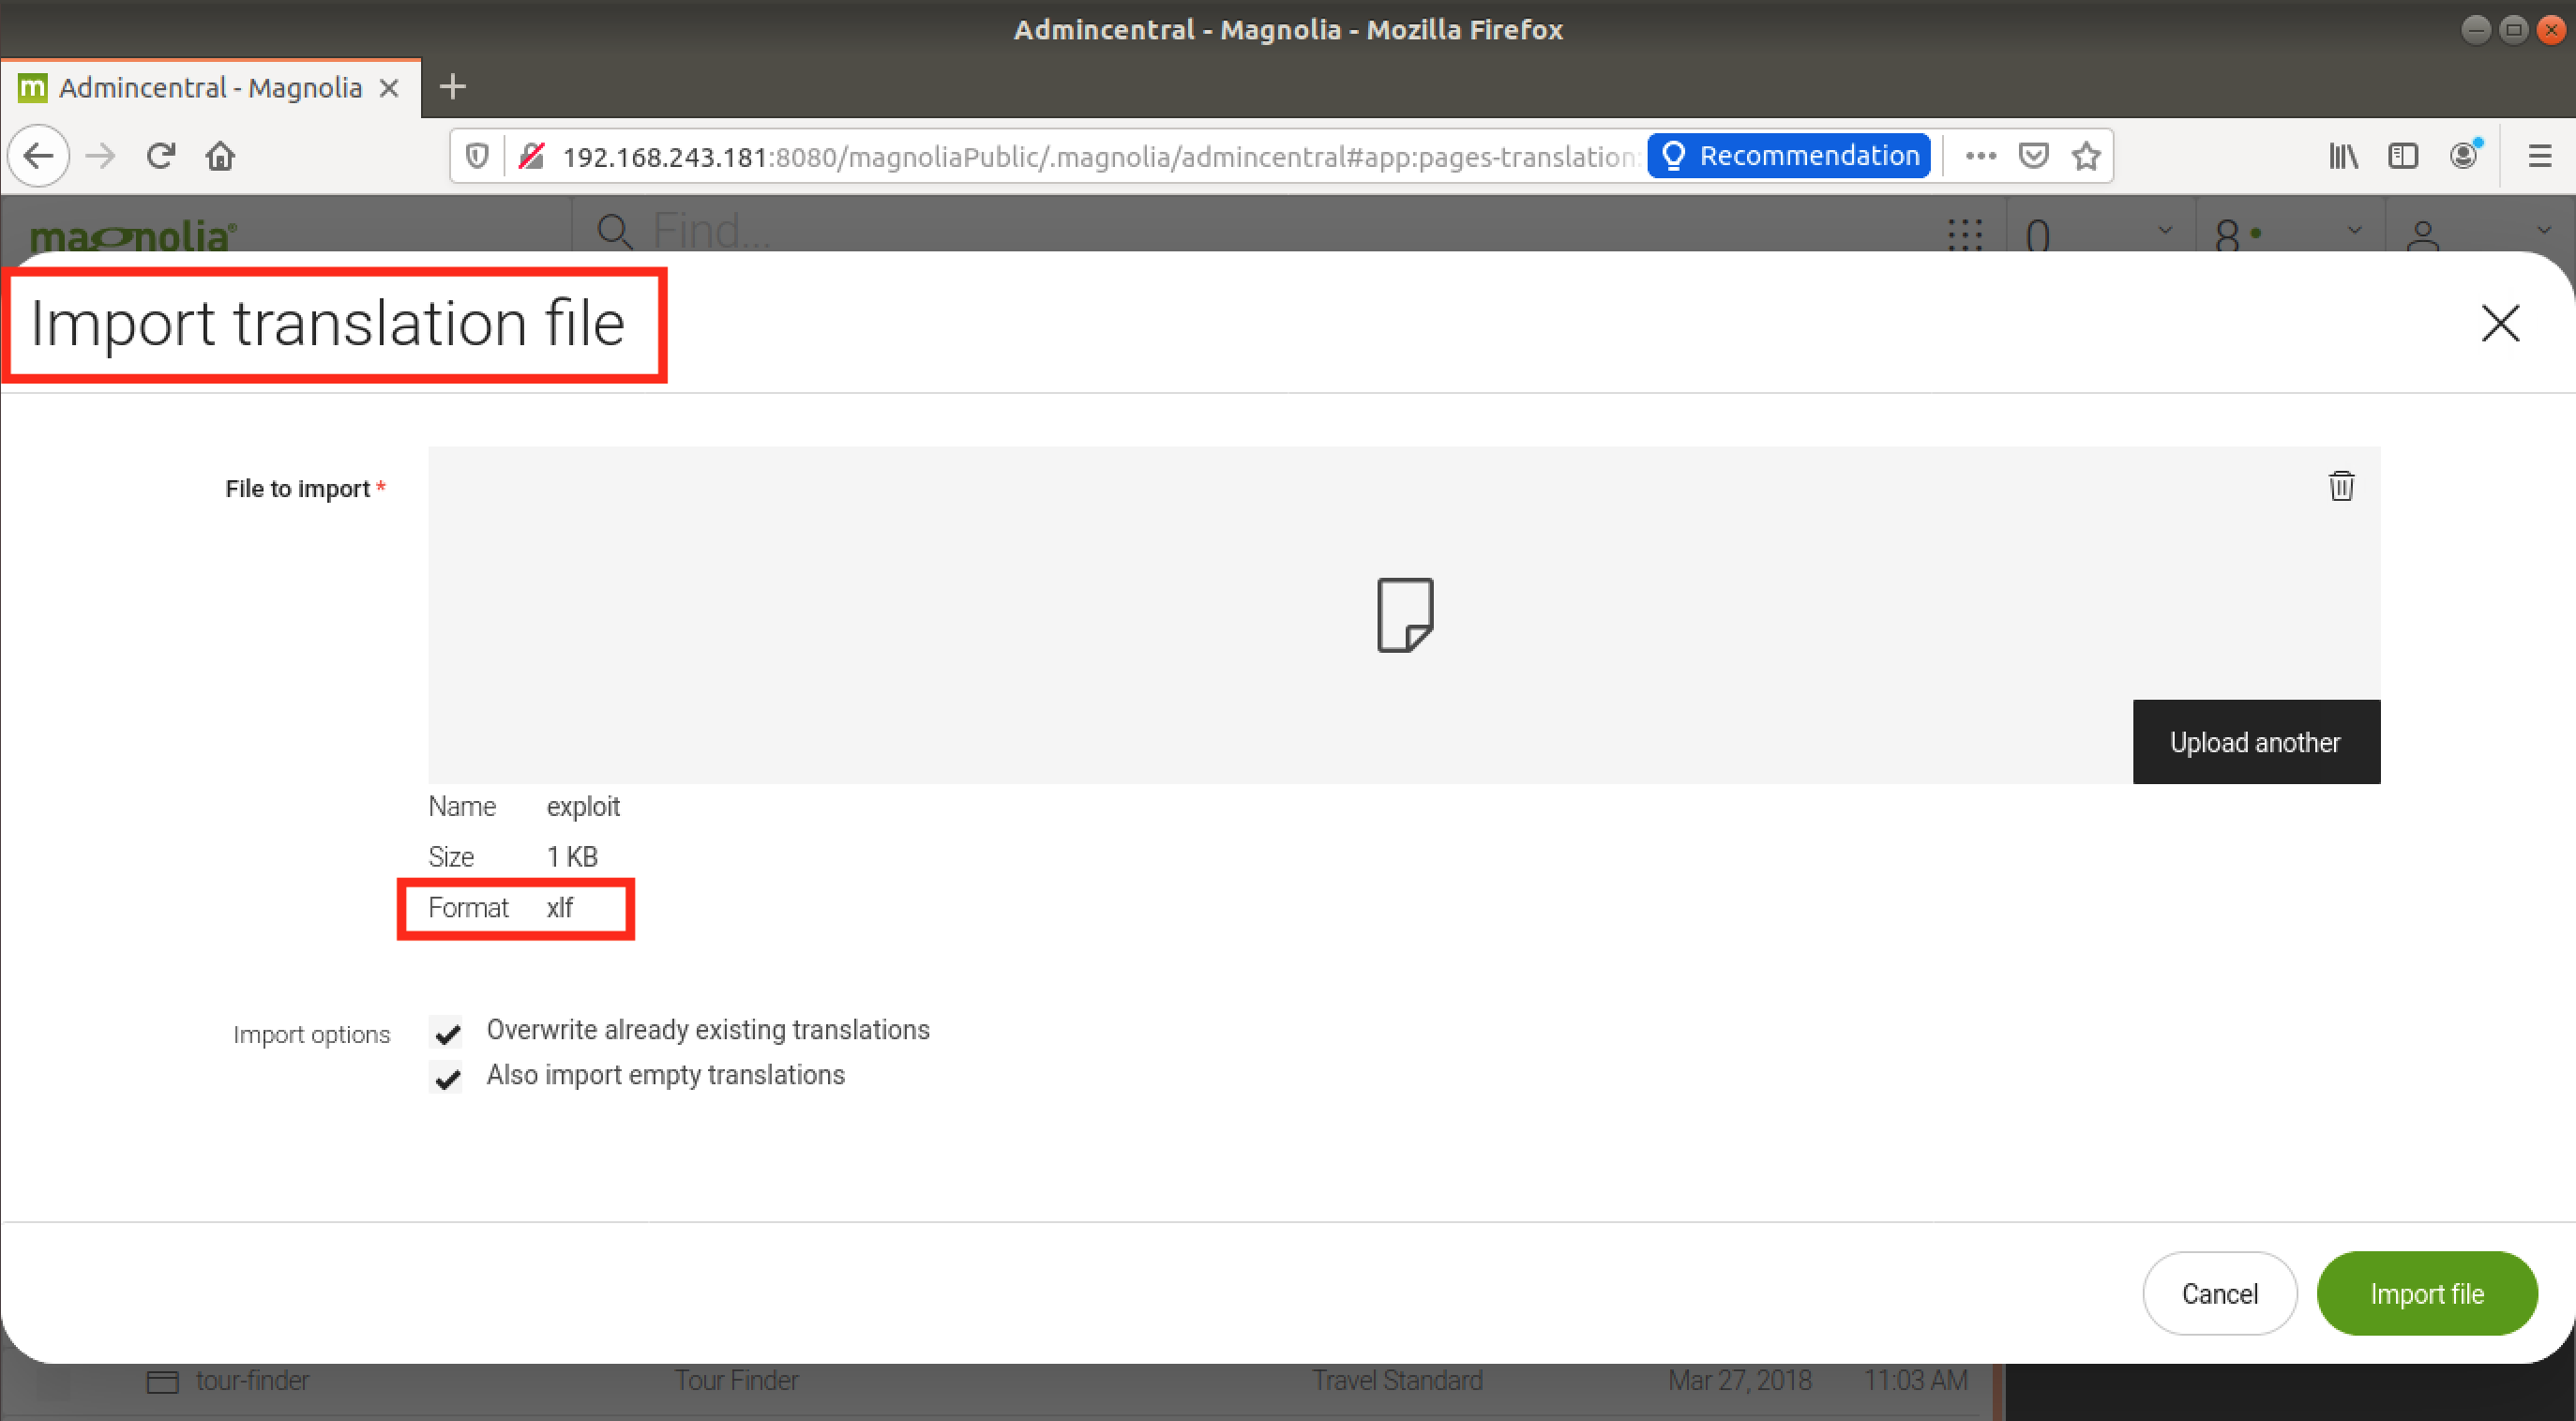 Admincentral - Magnolia - Mozilla Firefox
Admincentral - Magnolia
192.168.243.181:8080/magnoliaPublic/.magnolia/admincentral#app:pages-translation: Recommendation
magnolia® Find... 0 8
Import translation file
File to import *
Upload another
Name exploit
Size 1 KB
Format xlf
Import options Overwrite already existing translations
Also import empty translations
Cancel Import file
tour-finder Tour Finder Travel Standard Mar 27, 2018 11:03 AM